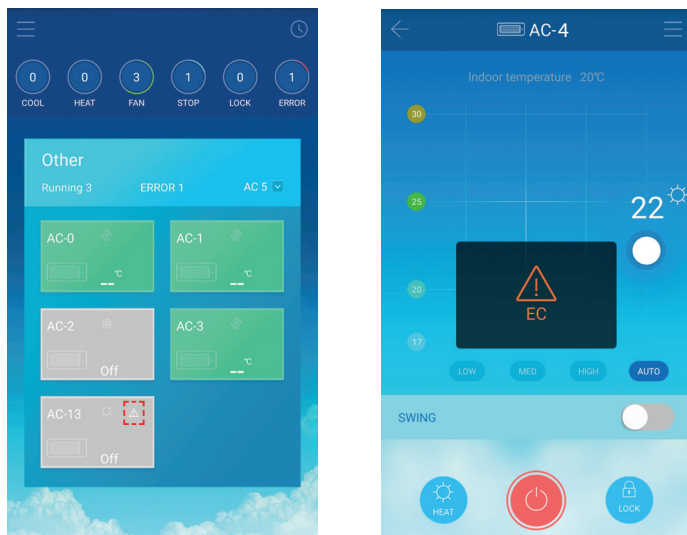 0 0 3 1 0 1
COOL HEAT FAN STOP LOCK ERROR
Other
Running 3 ERROR 1 AC 5
AC-0 AC-1
-- ℃ -- ℃
AC-2 AC-3
Off -- ℃
AC-13
Off
AC-4
Indoor temperature 20℃
30
25
22
20
EC
17
LOW MED HIGH AUTO
SWING
HEAT LOCK